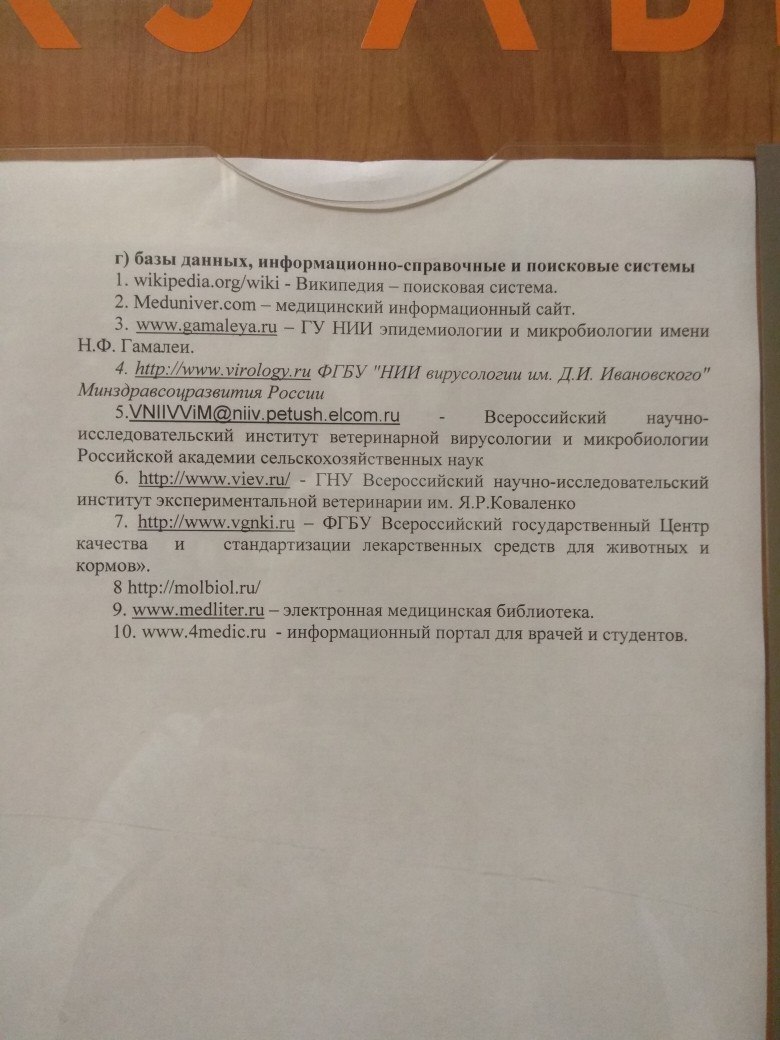 г) базы данных, информационно-справочные и поисковые системы
1. wikipedia.org/wiki - Википедия – поисковая система.
2. Meduniver.com – медицинский информационный сайт.
3. www.gamaleya.ru – ГУ НИИ эпидемиологии и микробиологии имени
Н.Ф. Гамалеи.
4. http://www.virology.ru ФГБУ "НИИ вирусологии им. Д.И. Ивановского"
Минздравсоцразвития России
5.VNIIVViM@niiv.petush.elcom.ru - Всероссийский научно-
исследовательский институт ветеринарной вирусологии и микробиологии
Российской академии сельскохозяйственных наук
6. http://www.viev.ru/ - ГНУ Всероссийский научно-исследовательский
институт экспериментальной ветеринарии им. Я.Р.Коваленко
7. http://www.vgnki.ru – ФГБУ Всероссийский государственный Центр
качества и стандартизации лекарственных средств для животных и
кормов».
8 http://molbiol.ru/
9. www.medliter.ru – электронная медицинская библиотека.
10. www.4medic.ru - информационный портал для врачей и студентов.